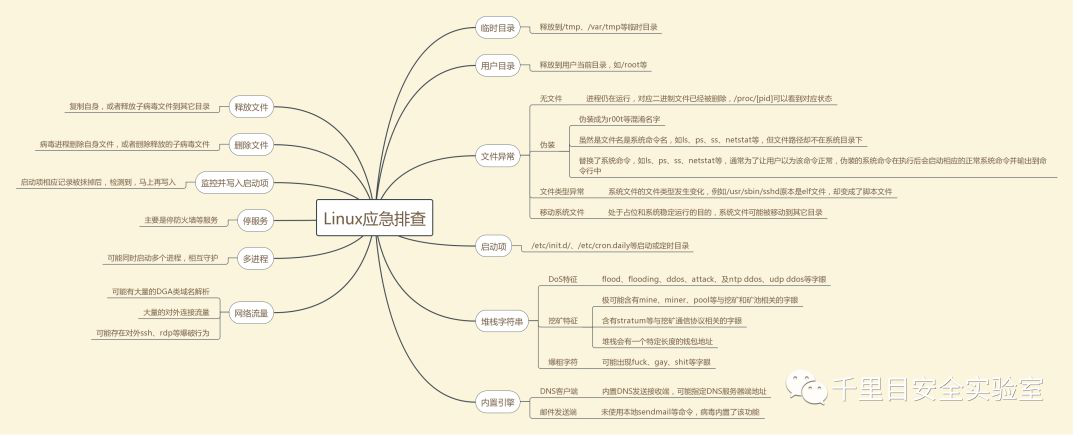 Linux应急排查
临时目录
释放到/tmp、/var/tmp等临时目录
用户目录
释放到用户当前目录，如/root等
文件异常
无文件
进程仍在运行，对应二进制文件已经被删除，/proc/[pid]可以看到对应状态
伪装
伪装成为r00t等混淆名字
虽然是文件名是系统命令名，如ls、ps、ss、netstat等，但文件路径却不在系统目录下
替换了系统命令，如ls、ps、ss、netstat等，通常为了让用户以为该命令正常，伪装的系统命令在执行后会启动相应的正常系统命令并输出到命
令行中
文件类型异常
系统文件的文件类型发生变化，例如/usr/sbin/sshd原本是elf文件，却变成了脚本文件
移动系统文件
处于占位和系统稳定运行的目的，系统文件可能被移动到其它目录
启动项
/etc/init.d/、/etc/cron.daily等启动或定时目录
堆栈字符串
DoS特征
flood、flooding、ddos、attack、及ntp ddos、udp ddos等字眼
挖矿特征
极可能含有mine、miner、pool等与挖矿和矿池相关的字眼
含有stratum等与挖矿通信协议相关的字眼
堆栈会有一个特定长度的钱包地址
爆粗字符
可能出现fuck、gay、shit等字眼
内置引擎
DNS客户端
内置DNS发送接收端，可能指定DNS服务器端地址
邮件发送端
未使用本地sendmail等命令，病毒内置了该功能
释放文件
复制自身，或者释放子病毒文件到其它目录
删除文件
病毒进程删除自身文件，或者删除释放的子病毒文件
监控并写入启动项
启动项相应记录被抹掉后，检测到，马上再写入
停服务
主要是停防火墙等服务
多进程
可能同时启动多个进程，相互守护
网络流量
可能有大量的DGA类域名解析
大量的对外连接流量
可能存在对外ssh、rdp等爆破行为
千里目安全实验室